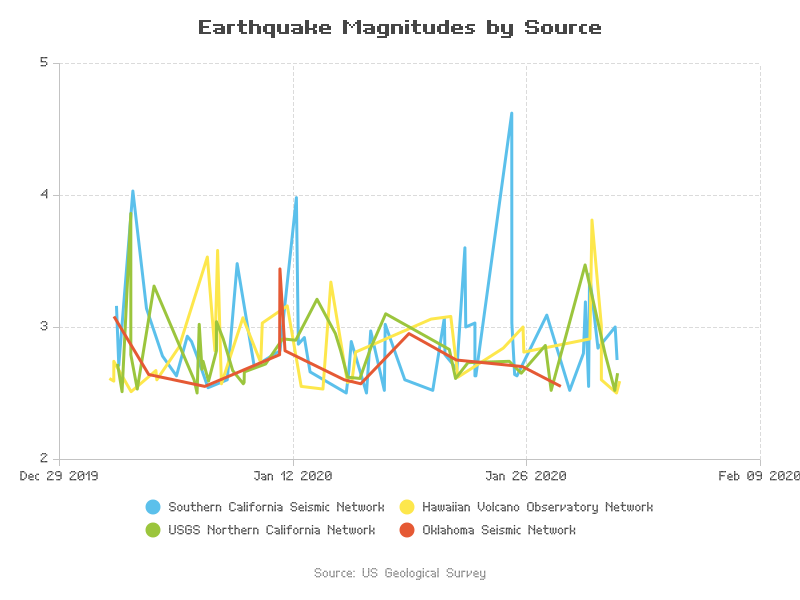 Earthquake Magnitudes by Source
5
4
3
2
Dec 29 2019 Jan 12 2020 Jan 26 2020 Feb 09 2020
Southern California Seismic Network Hawaiian Volcano Observatory Network
USGS Northern California Network Oklahoma Seismic Network
Source: US Geological Survey